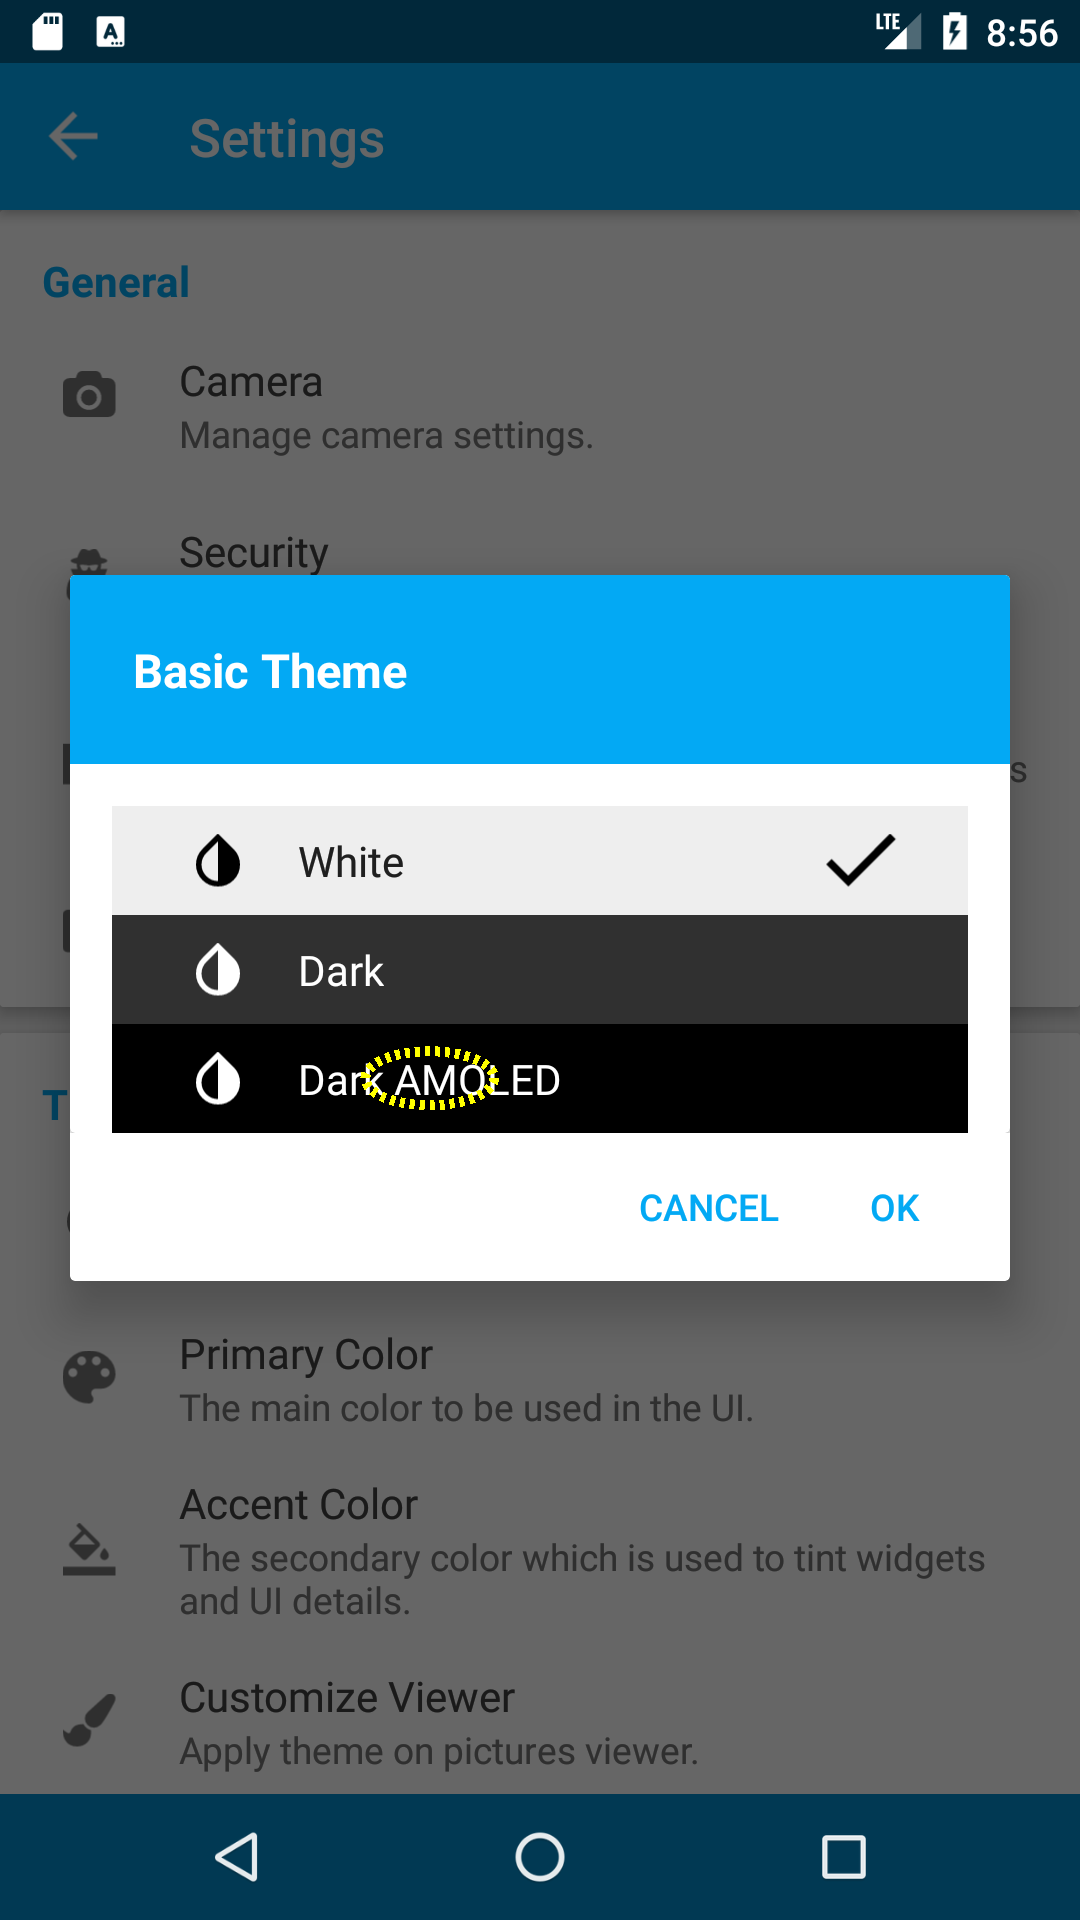 LTE 8:56
Settings
General
Camera
Manage camera settings.
Security
Basic Theme
s
White
Dark
Dark AMOLED
T
CANCEL OK
Primary Color
The main color to be used in the UI.
Accent Color
The secondary color which is used to tint widgets
and UI details.
Customize Viewer
Apply theme on pictures viewer.